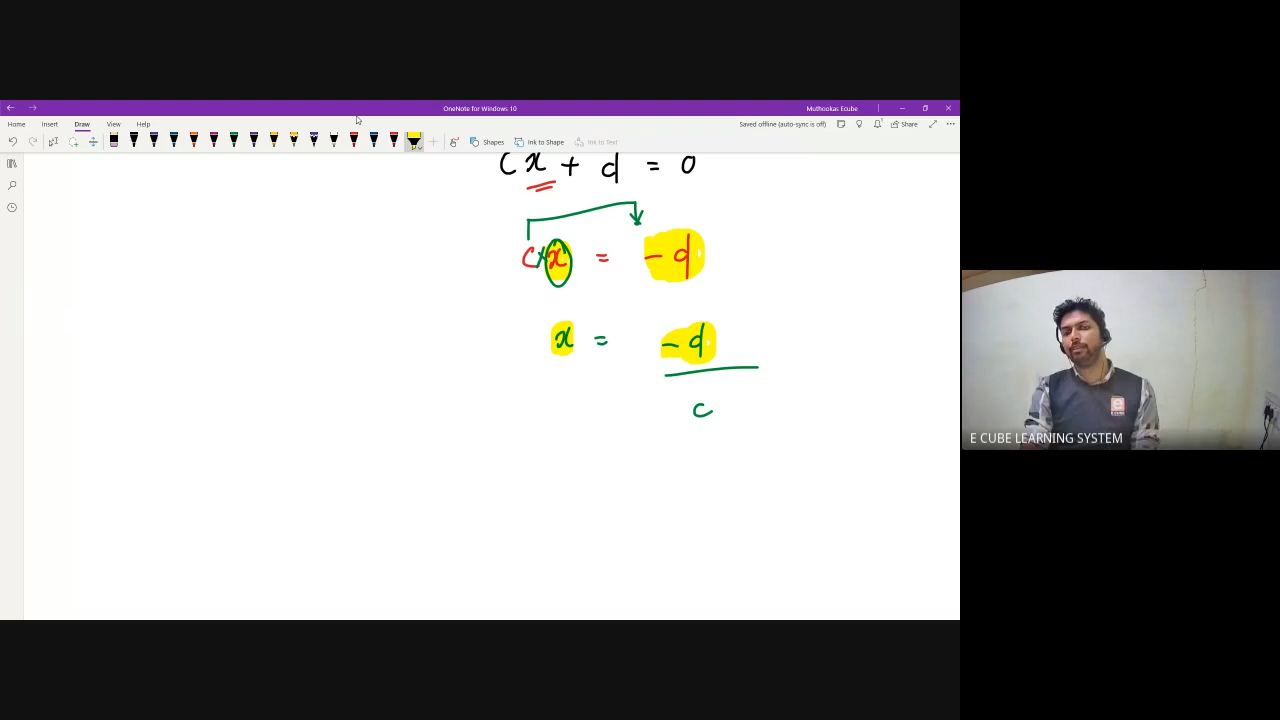 OneNote for Windows 10
Muthookas Ecube
Home Insert Draw View Help
Saved offline (auto-sync is off)
Share
Shapes
Ink to Shape
Ink to Text
Cx + d = 0
C×x = -d
x = -d
c
E CUBE
E CUBE LEARNING SYSTEM